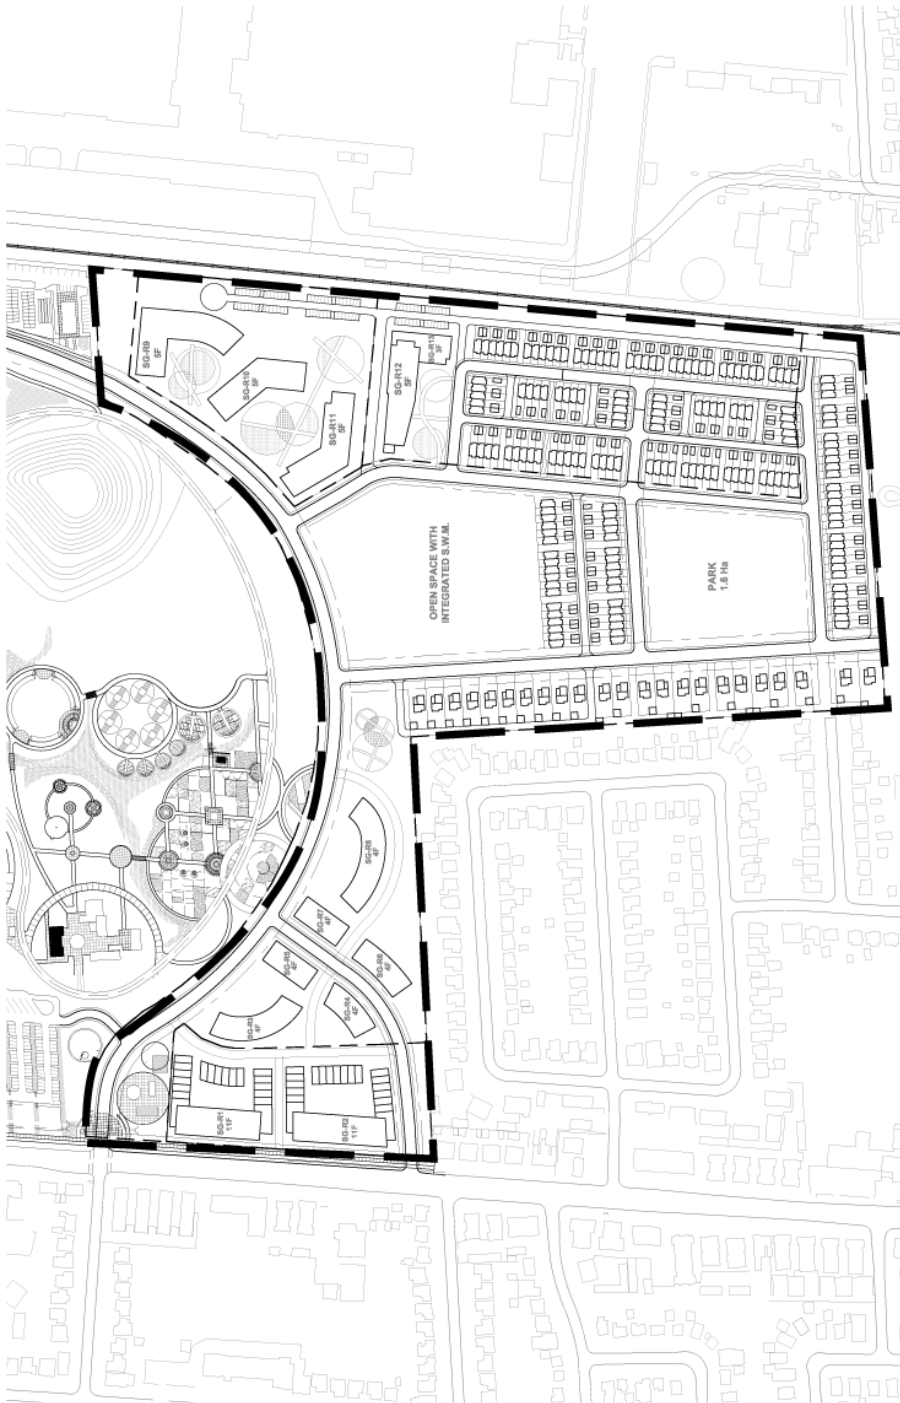 SG-R9
5F
SG-R10
5F
SG-R11
5F
SG-R12
5F
SG-R13
3F
OPEN SPACE WITH
INTEGRATED S.W.M.
PARK
1.6 Ha
SG-R8
4F
SG-R7
4F
SG-R6
4F
SG-R5
4F
SG-R4
4F
SG-R3
4F
SG-R1
11F
SG-R2
11F